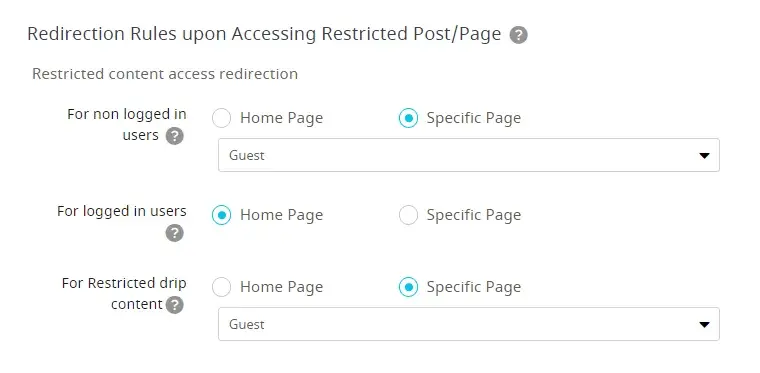 Redirection Rules upon Accessing Restricted Post/Page ?
Restricted content access redirection
For non logged in users ? Home Page Specific Page
Guest
For logged in users ? Home Page Specific Page
For Restricted drip content ? Home Page Specific Page
Guest